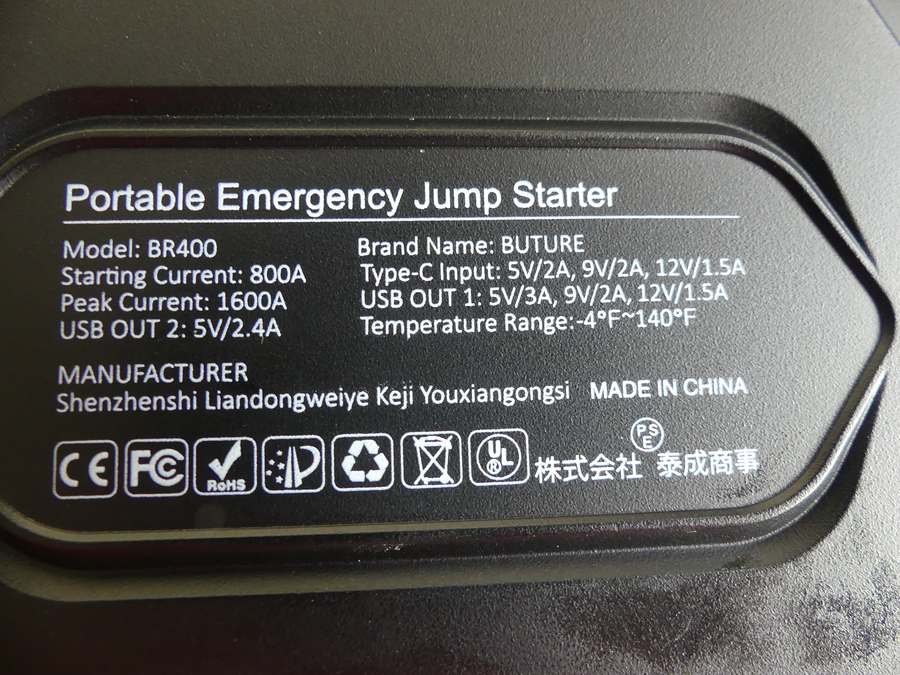 Portable Emergency Jump Starter
Model: BR400
Starting Current: 800A
Peak Current: 1600A
USB OUT 2: 5V/2.4A
Brand Name: BUTURE
Type-C Input: 5V/2A, 9V/2A, 12V/1.5A
USB OUT 1: 5V/3A, 9V/2A, 12V/1.5A
Temperature Range:-4°F~140°F
MANUFACTURER
Shenzhenshi Liandongweiye Keji Youxiangongsi MADE IN CHINA
CE FC RoHS UL
PSE
株式会社 泰成商事